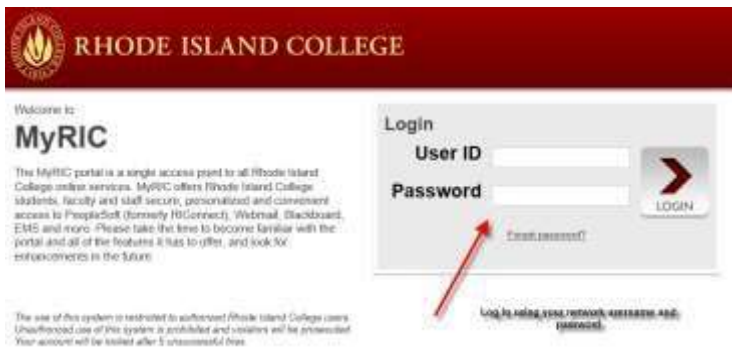 RHODE ISLAND COLLEGE
Welcome to
MyRIC
The MyRIC portal is a single access point to all Rhode Island
College online services. MyRIC offers Rhode Island College
students, faculty and staff secure, personalized and convenient
access to PeopleSoft (formerly RIConnect), Webmail, Blackboard,
EMS and more. Please take the time to become familiar with the
portal and all of the features it has to offer, and look for
enhancements in the future.
The use of this system is restricted to authorized Rhode Island College users.
Unauthorized use of this system is prohibited and violators will be prosecuted.
Your account will be locked after 5 unsuccessful tries.
Login
User ID
Password
LOGIN
Forgot password?
Log in using your network username and
password.